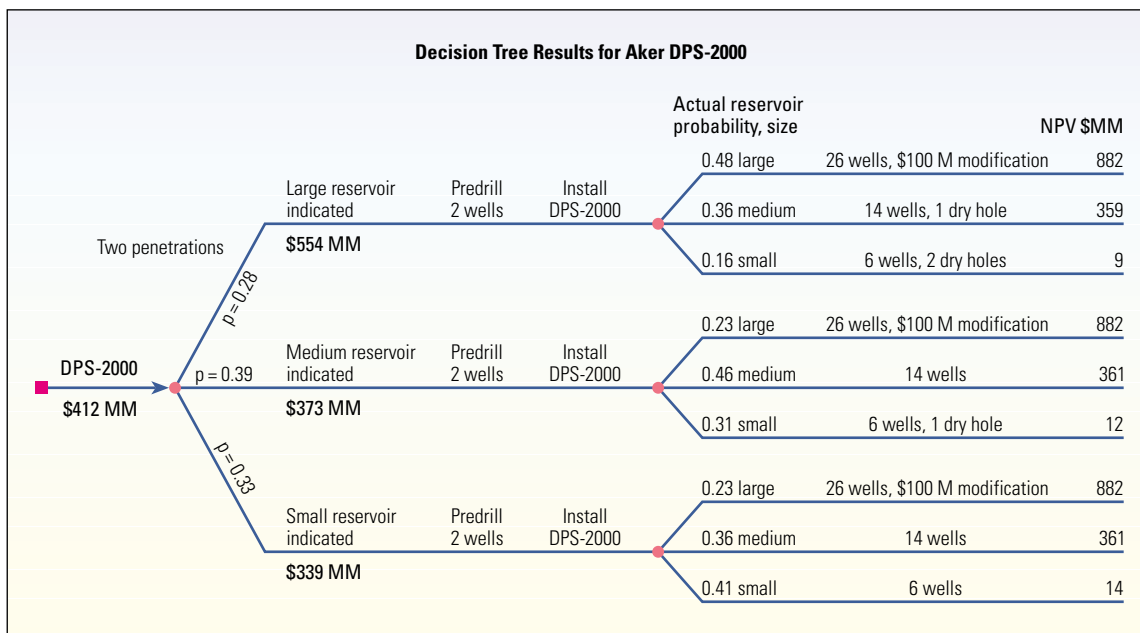 Decision Tree Results for Aker DPS-2000
Actual reservoir
probability, size
NPV $MM
Two penetrations
p = 0.28
Large reservoir
indicated
$554 MM
Predrill
2 wells
Install
DPS-2000
0.48 large 26 wells, $100 M modification 882
0.36 medium 14 wells, 1 dry hole 359
0.16 small 6 wells, 2 dry holes 9
DPS-2000
$412 MM
p = 0.39
Medium reservoir
indicated
$373 MM
Predrill
2 wells
Install
DPS-2000
0.23 large 26 wells, $100 M modification 882
0.46 medium 14 wells 361
0.31 small 6 wells, 1 dry hole 12
p = 0.33
Small reservoir
indicated
$339 MM
Predrill
2 wells
Install
DPS-2000
0.23 large 26 wells, $100 M modification 882
0.36 medium 14 wells 361
0.41 small 6 wells 14